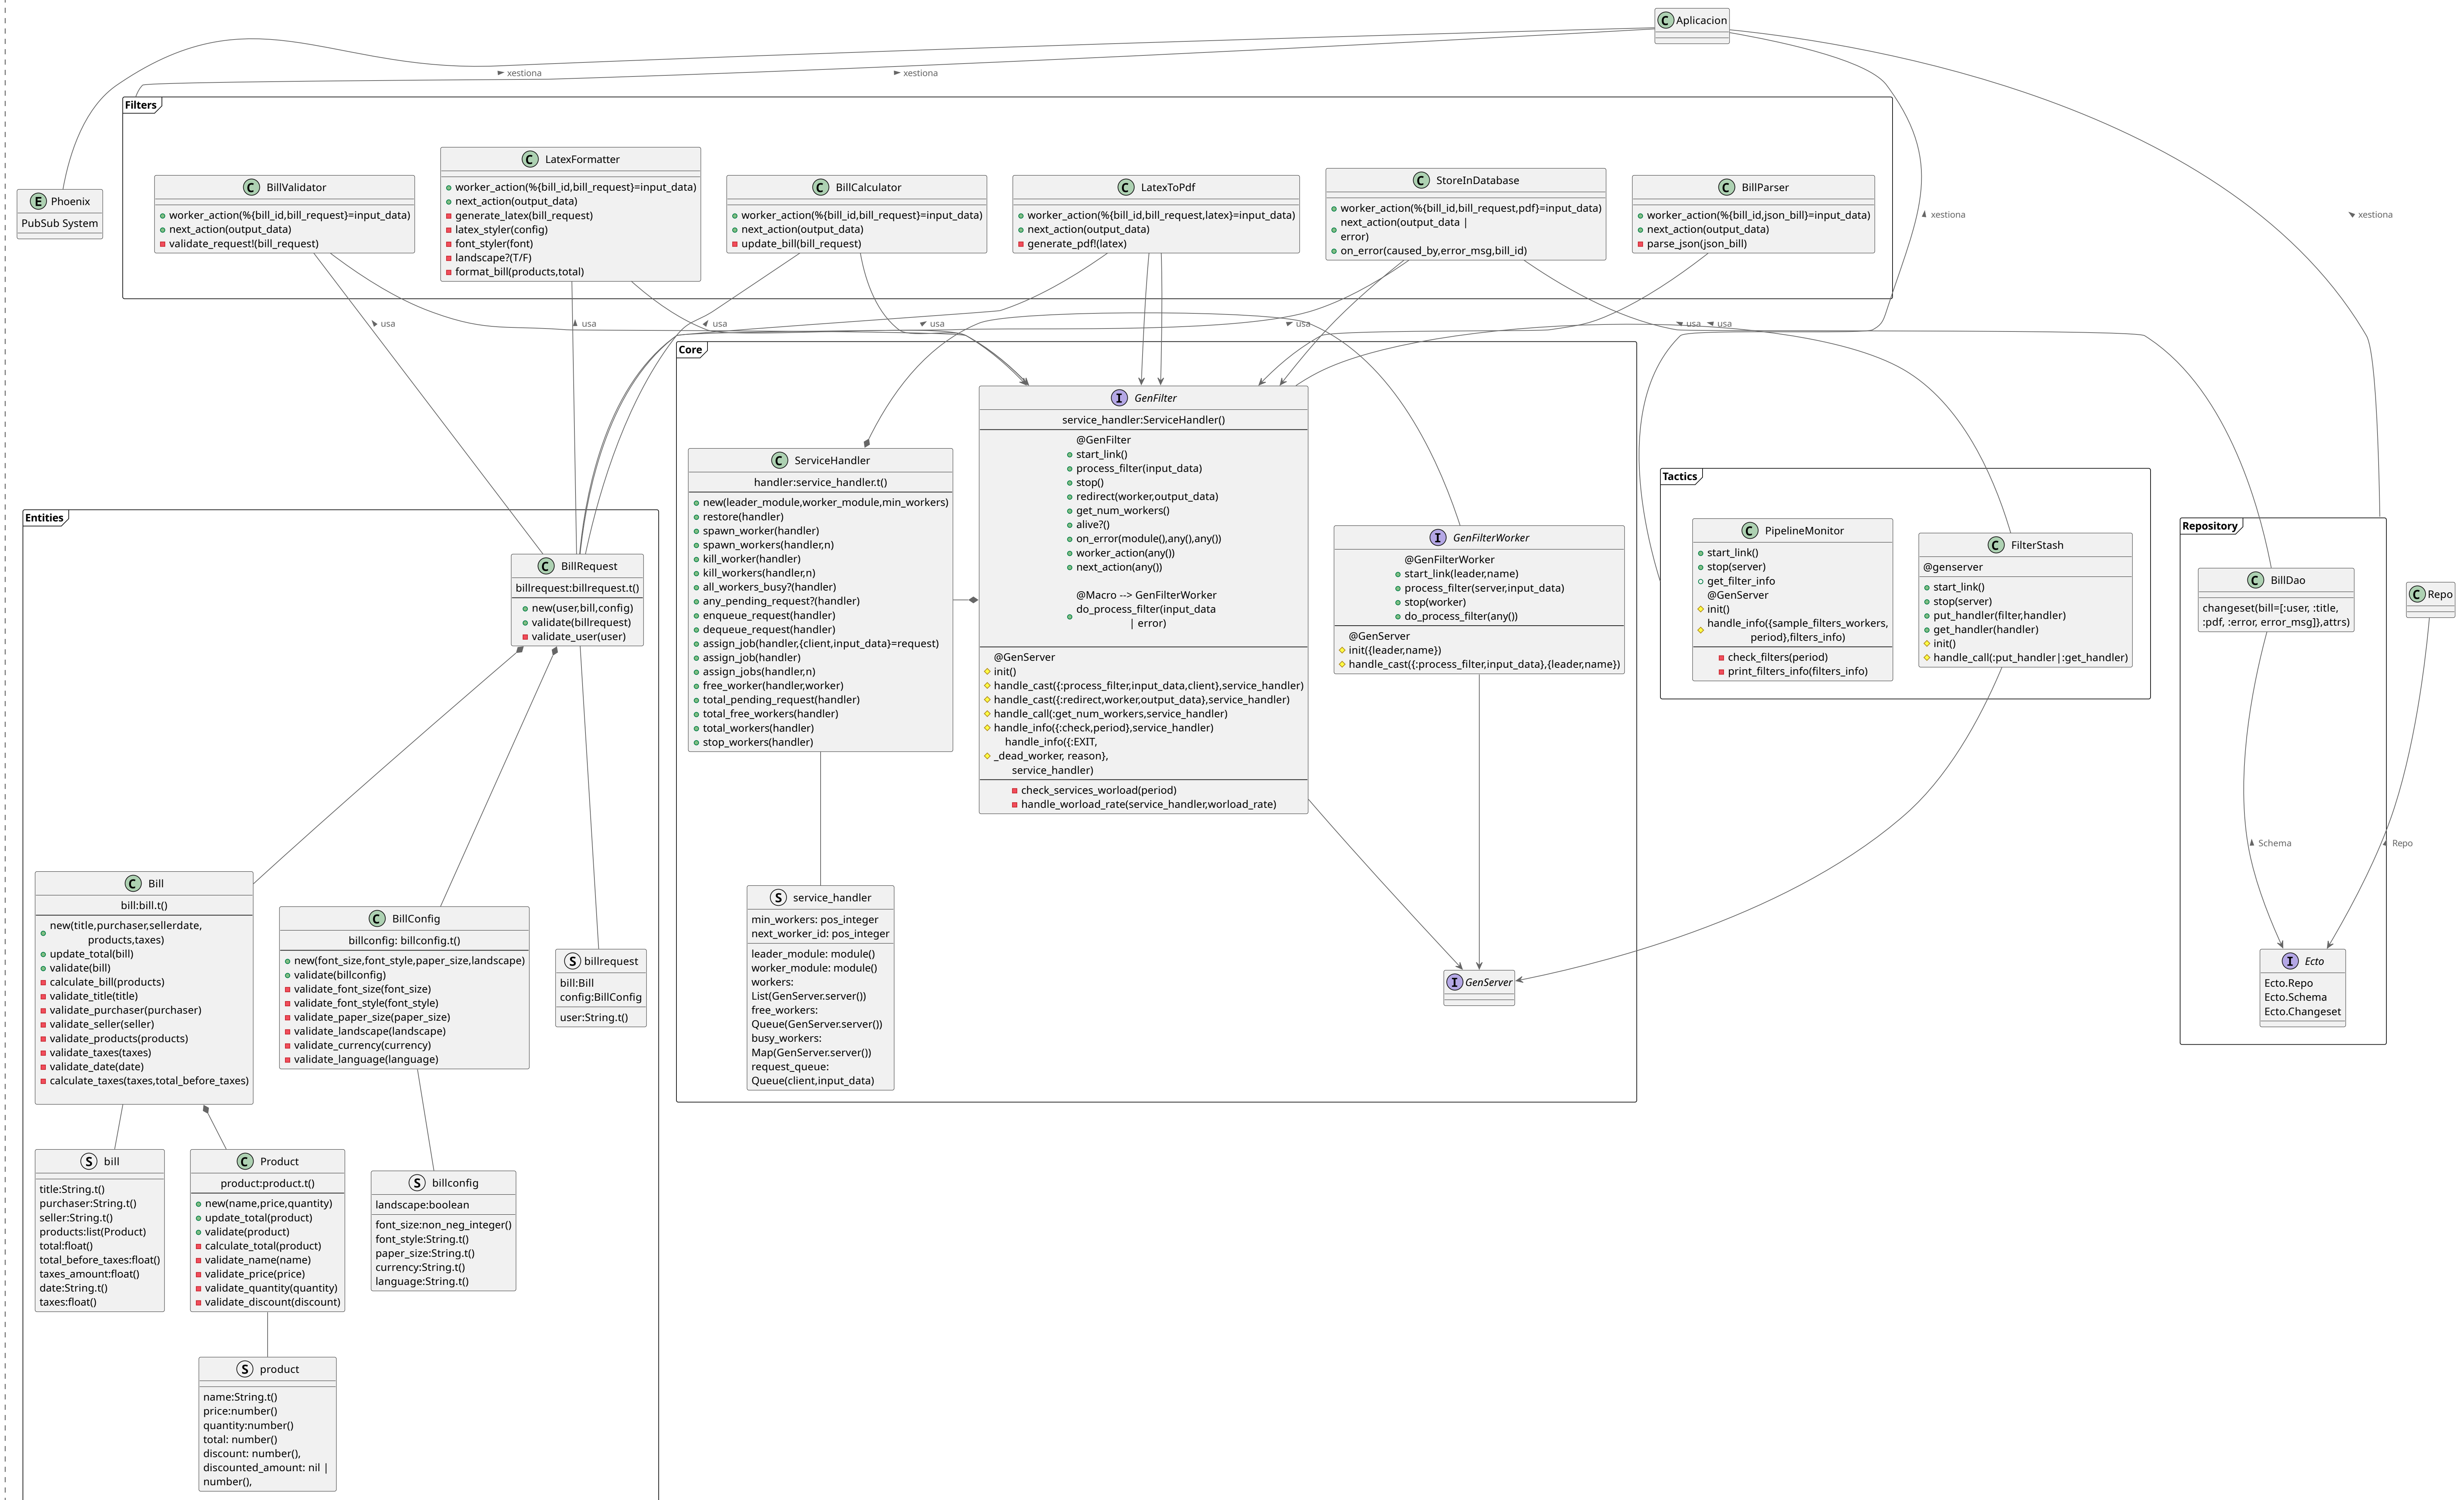 Aplicacion
xestiona
xestiona
xestiona
xestiona
Filters
Phoenix
PubSub System
BillValidator
worker_action(%{bill_id,bill_request}=input_data)
next_action(output_data)
validate_request!(bill_request)
LatexFormatter
worker_action(%{bill_id,bill_request}=input_data)
next_action(output_data)
generate_latex(bill_request)
latex_styler(config)
font_styler(font)
landscape?(T/F)
format_bill(products,total)
BillCalculator
worker_action(%{bill_id,bill_request}=input_data)
next_action(output_data)
update_bill(bill_request)
LatexToPdf
worker_action(%{bill_id,bill_request,latex}=input_data)
next_action(output_data)
generate_pdf!(latex)
StoreInDatabase
worker_action(%{bill_id,bill_request,pdf}=input_data)
next_action(output_data |
error)
on_error(caused_by,error_msg,bill_id)
BillParser
worker_action(%{bill_id,json_bill}=input_data)
next_action(output_data)
parse_json(json_bill)
usa
usa
usa
usa
usa
usa
usa
Core
GenFilter
service_handler:ServiceHandler()
@GenFilter
start_link()
process_filter(input_data)
stop()
redirect(worker,output_data)
get_num_workers()
alive?()
on_error(module(),any(),any())
worker_action(any())
next_action(any())
@Macro --> GenFilterWorker
do_process_filter(input_data
| error)
@GenServer
init()
handle_cast({:process_filter,input_data,client},service_handler)
handle_cast({:redirect,worker,output_data},service_handler)
handle_call(:get_num_workers,service_handler)
handle_info({:check,period},service_handler)
handle_info({:EXIT,
_dead_worker, reason},
service_handler)
check_services_worload(period)
handle_worload_rate(service_handler,worload_rate)
ServiceHandler
handler:service_handler.t()
new(leader_module,worker_module,min_workers)
restore(handler)
spawn_worker(handler)
spawn_workers(handler,n)
kill_worker(handler)
kill_workers(handler,n)
all_workers_busy?(handler)
any_pending_request?(handler)
enqueue_request(handler)
dequeue_request(handler)
assign_job(handler,{client,input_data}=request)
assign_job(handler)
assign_jobs(handler,n)
free_worker(handler,worker)
total_pending_request(handler)
total_free_workers(handler)
total_workers(handler)
stop_workers(handler)
GenFilterWorker
@GenFilterWorker
start_link(leader,name)
process_filter(server,input_data)
stop(worker)
do_process_filter(any())
@GenServer
init({leader,name})
handle_cast({:process_filter,input_data},{leader,name})
Tactics
PipelineMonitor
start_link()
stop(server)
get_filter_info
@GenServer
init()
handle_info({sample_filters_workers,
period},filters_info)
check_filters(period)
print_filters_info(filters_info)
FilterStash
@genserver
start_link()
stop(server)
put_handler(filter,handler)
get_handler(handler)
init()
handle_call(:put_handler|:get_handler)
Repository
BillDao
changeset(bill=[:user, :title,
:pdf, :error, error_msg]},attrs)
Repo
Schema
Repo
Ecto
Ecto.Repo
Ecto.Schema
Ecto.Changeset
Entities
BillRequest
billrequest:billrequest.t()
new(user,bill,config)
validate(billrequest)
validate_user(user)
Bill
bill:bill.t()
new(title,purchaser,sellerdate,
products,taxes)
update_total(bill)
validate(bill)
calculate_bill(products)
validate_title(title)
validate_purchaser(purchaser)
validate_seller(seller)
validate_products(products)
validate_taxes(taxes)
validate_date(date)
calculate_taxes(taxes,total_before_taxes)
BillConfig
billconfig: billconfig.t()
new(font_size,font_style,paper_size,landscape)
validate(billconfig)
validate_font_size(font_size)
validate_font_style(font_style)
validate_paper_size(paper_size)
validate_landscape(landscape)
validate_currency(currency)
validate_language(language)
billrequest
bill:Bill
config:BillConfig
user:String.t()
service_handler
min_workers: pos_integer
next_worker_id: pos_integer
leader_module: module()
worker_module: module()
workers:
List(GenServer.server())
free_workers:
Queue(GenServer.server())
busy_workers:
Map(GenServer.server())
request_queue:
Queue(client,input_data)
GenServer
bill
title:String.t()
purchaser:String.t()
seller:String.t()
products:list(Product)
total:float()
total_before_taxes:float()
taxes_amount:float()
date:String.t()
taxes:float()
Product
product:product.t()
new(name,price,quantity)
update_total(product)
validate(product)
calculate_total(product)
validate_name(name)
validate_price(price)
validate_quantity(quantity)
validate_discount(discount)
billconfig
landscape:boolean
font_size:non_neg_integer()
font_style:String.t()
paper_size:String.t()
currency:String.t()
language:String.t()
product
name:String.t()
price:number()
quantity:number()
total: number()
discount: number(),
discounted_amount: nil |
number(),